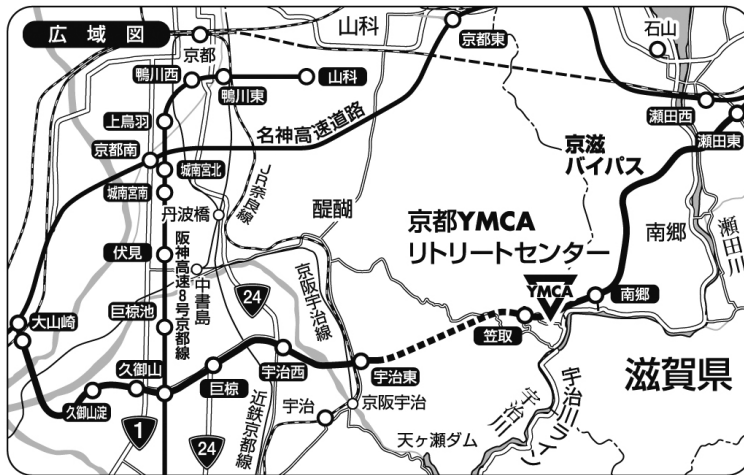 広域図
京都
山科
京都東
石山
鴨川西
鴨川東
山科
上鳥羽
名神高速道路
瀬田西
瀬田東
京都南
城南宮北
城南宮南
JR奈良線
京滋
バイパス
丹波橋
醍醐
京都YMCA
リトリートセンター
南郷
瀬田川
伏見
阪神高速8号京都線
中書島
24
京阪宇治線
YMCA
南郷
大山崎
巨椋池
笠取
久御山
宇治西
宇治東
滋賀県
久御山淀
巨椋
近鉄京都線
宇治
京阪宇治
宇治川
宇治川ライン
1
24
天ヶ瀬ダム